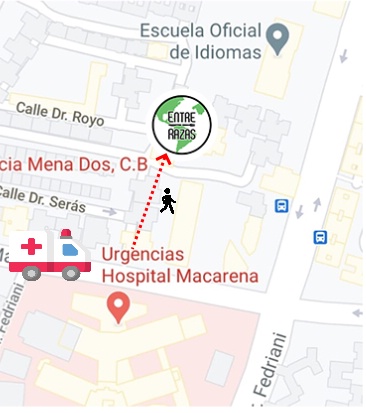 Escuela Oficial
de Idiomas
Calle Dr. Royo
ENTRE
RAZAS
cia Mena Dos, C.B
Calle Dr. Serás
Ma
Urgencias
Hospital Macarena
Fedriani
. Fedriani